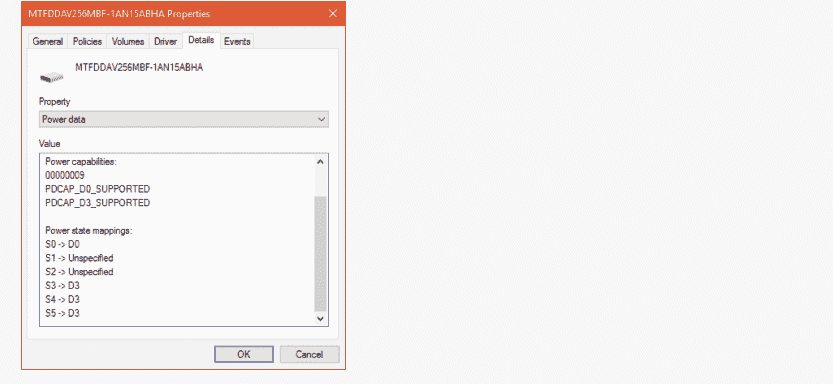 MTFDDAV256MBF-1AN15ABHA Properties
General Policies Volumes Driver Details Events
MTFDDAV256MBF-1AN15ABHA
Property
Power data
Value
Power capabilities:
00000009
PDCAP_D0_SUPPORTED
PDCAP_D3_SUPPORTED
Power state mappings:
S0 -> D0
S1 -> Unspecified
S2 -> Unspecified
S3 -> D3
S4 -> D3
S5 -> D3
OK Cancel